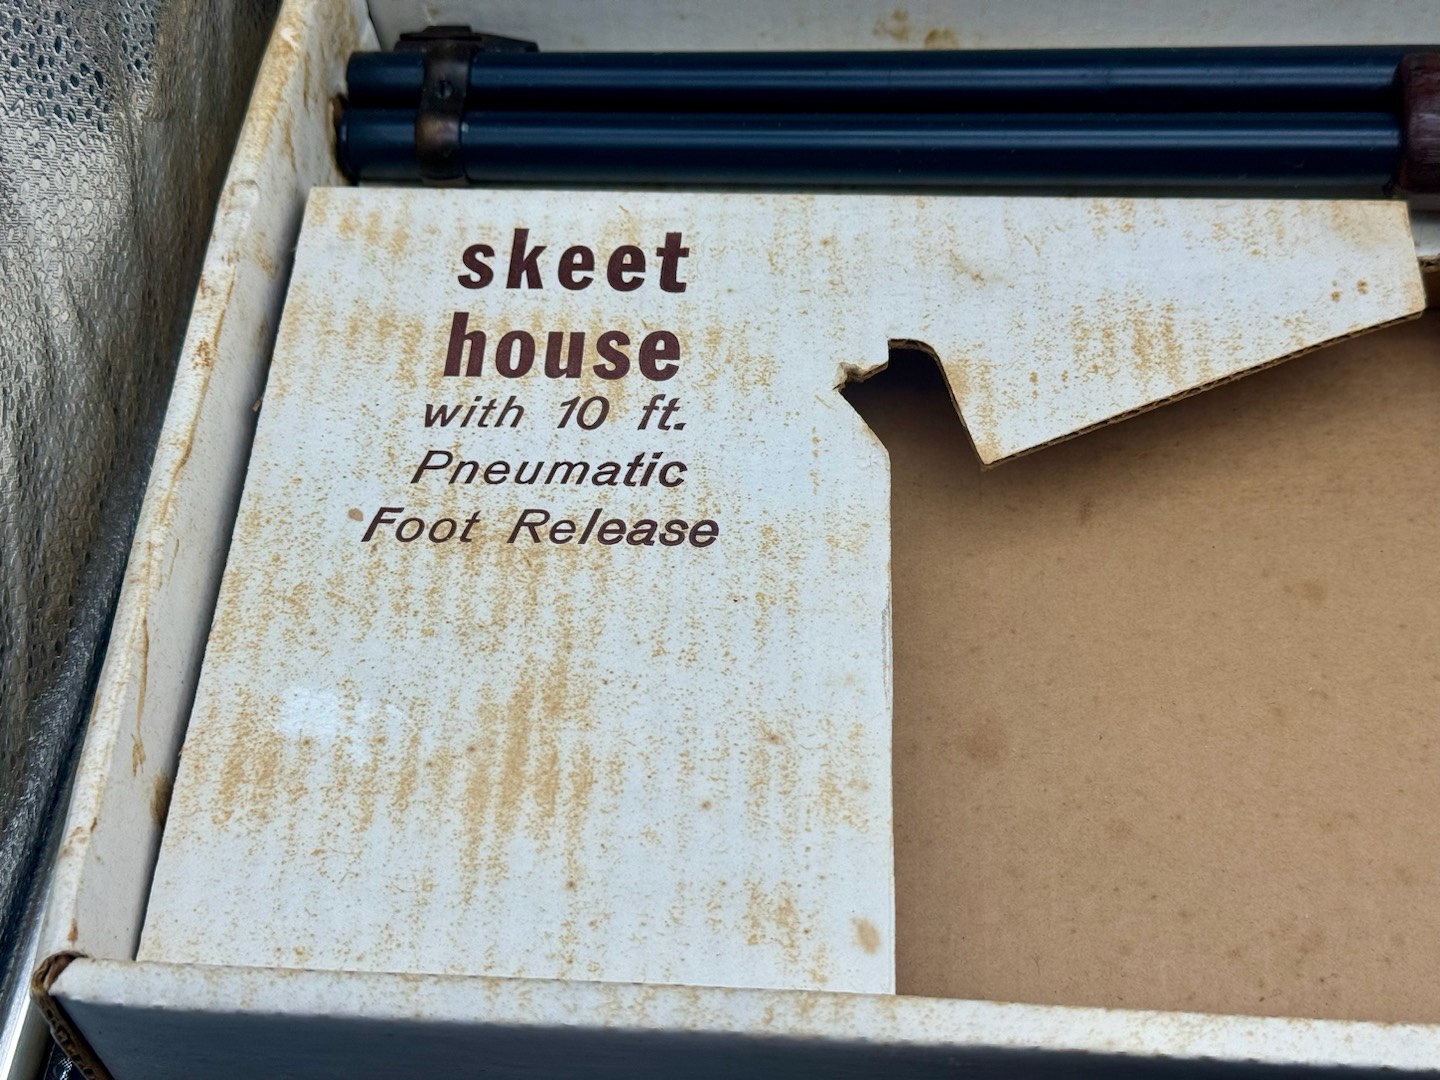 skeet
house
with 10 ft.
Pneumatic
Foot Release